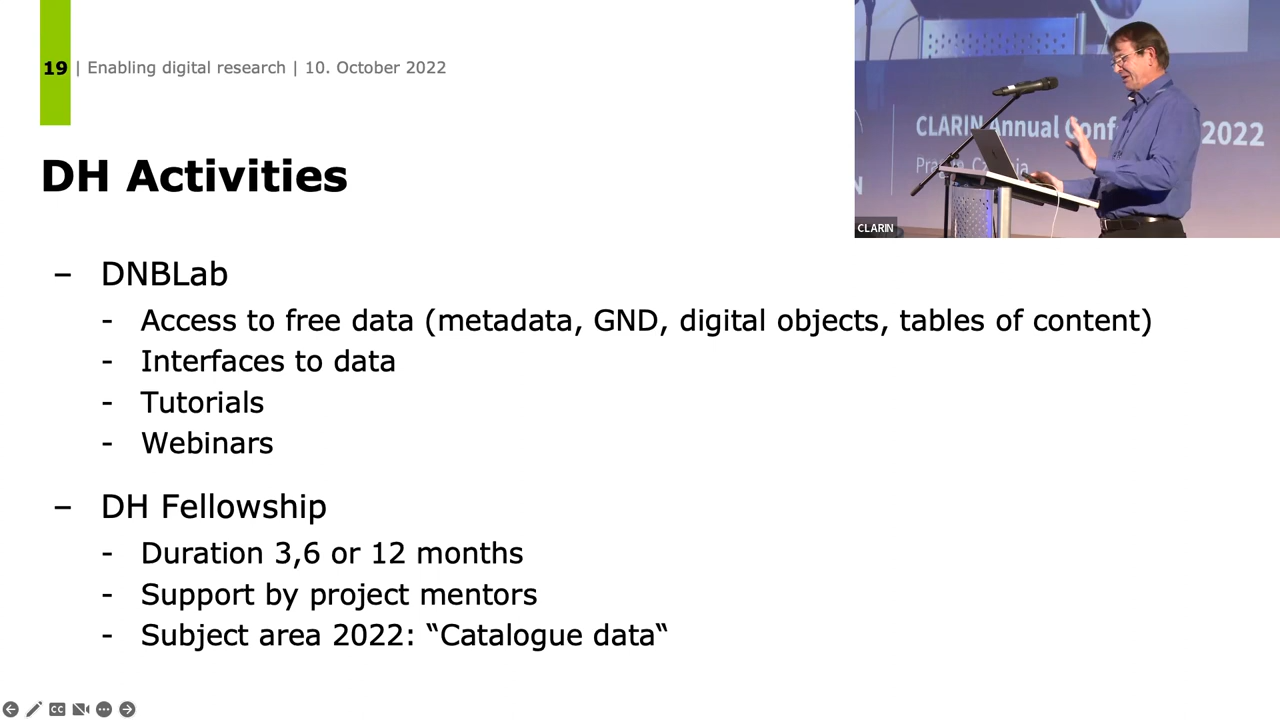 19 | Enabling digital research | 10. October 2022
DH Activities
– DNBLab
- Access to free data (metadata, GND, digital objects, tables of content)
- Interfaces to data
- Tutorials
- Webinars
– DH Fellowship
- Duration 3,6 or 12 months
- Support by project mentors
- Subject area 2022: “Catalogue data“
CLARIN Annual Conf 2022
CLARIN
CC